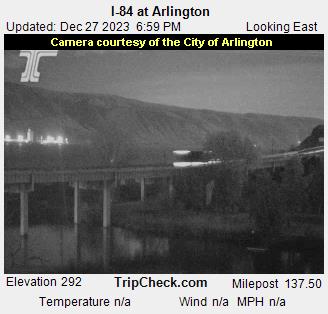 I-84 at Arlington
Updated: Dec 27 2023 6:59 PM Looking East
Camera courtesy of the City of Arlington
Elevation 292 TripCheck.com Milepost 137.50
Temperature n/a Wind n/a MPH n/a